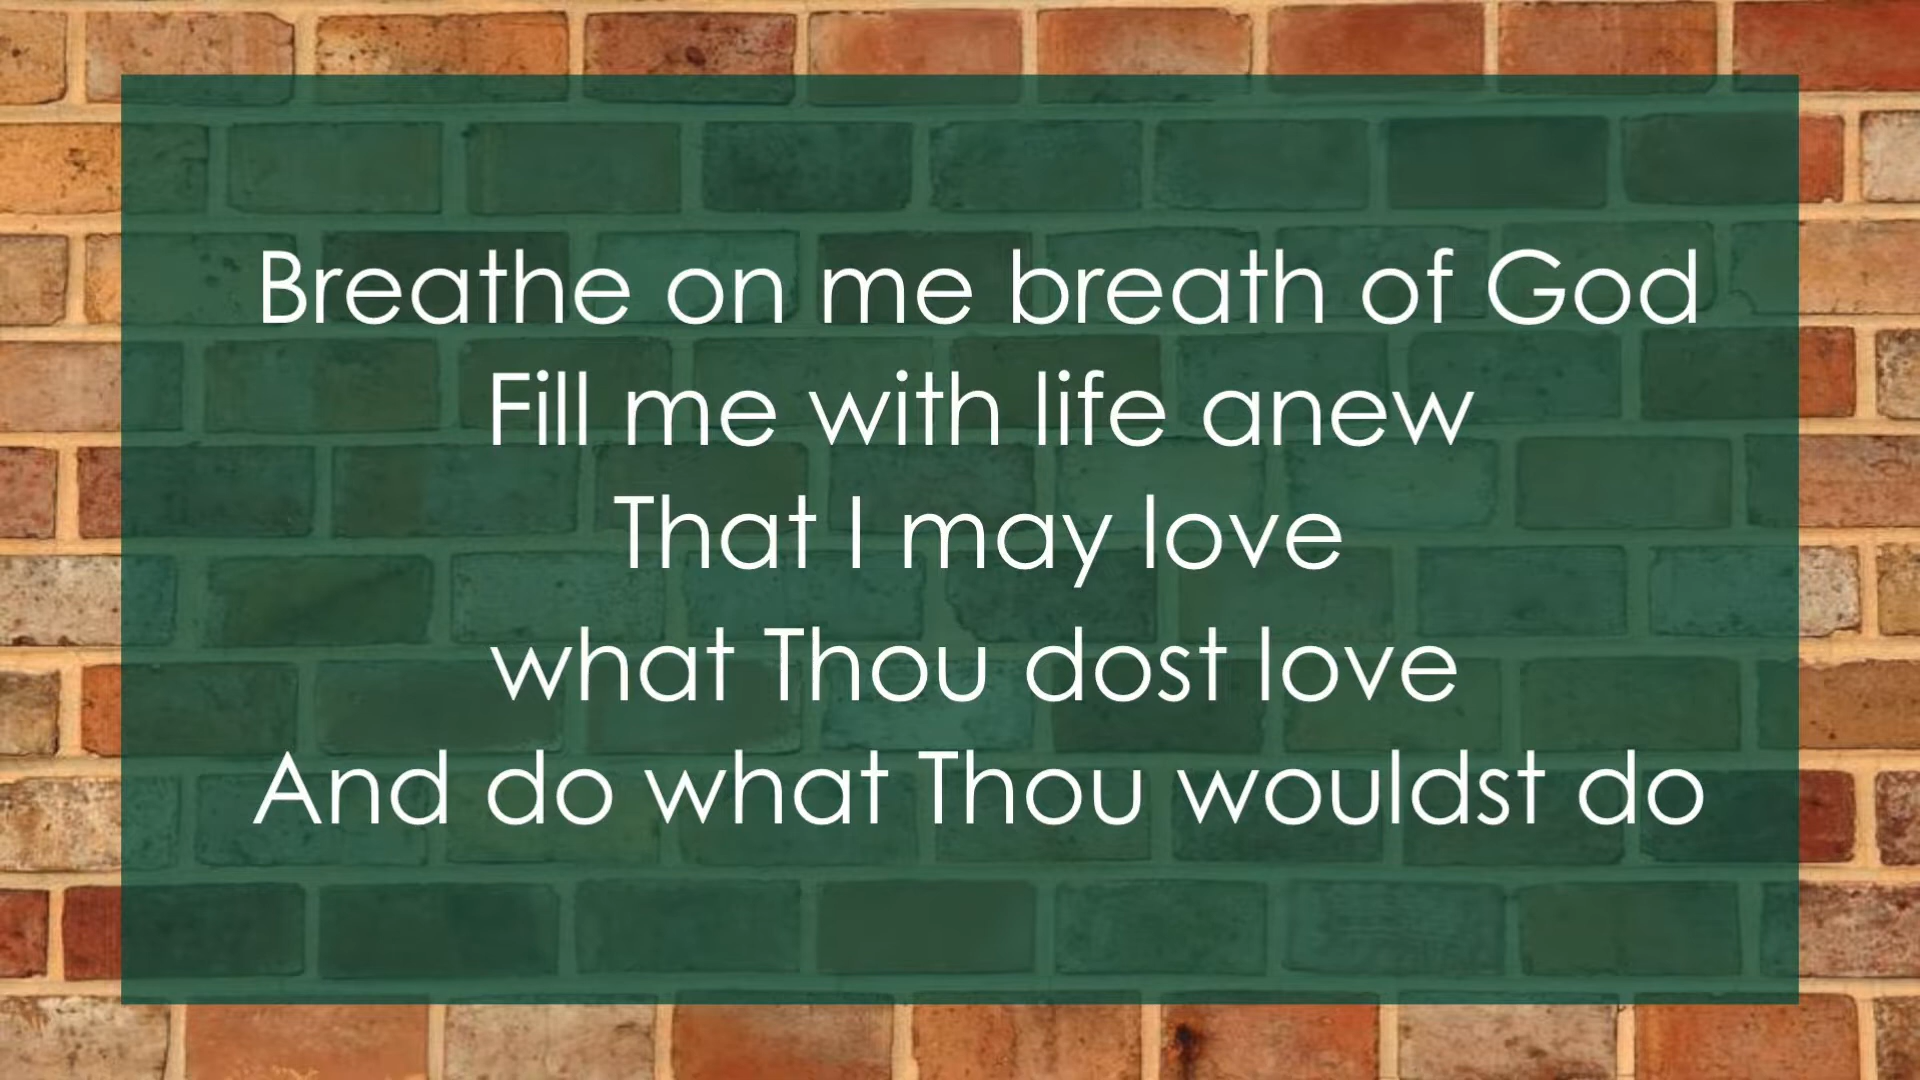 Breathe on me breath of God
Fill me with life anew
That I may love
what Thou dost love
And do what Thou wouldst do